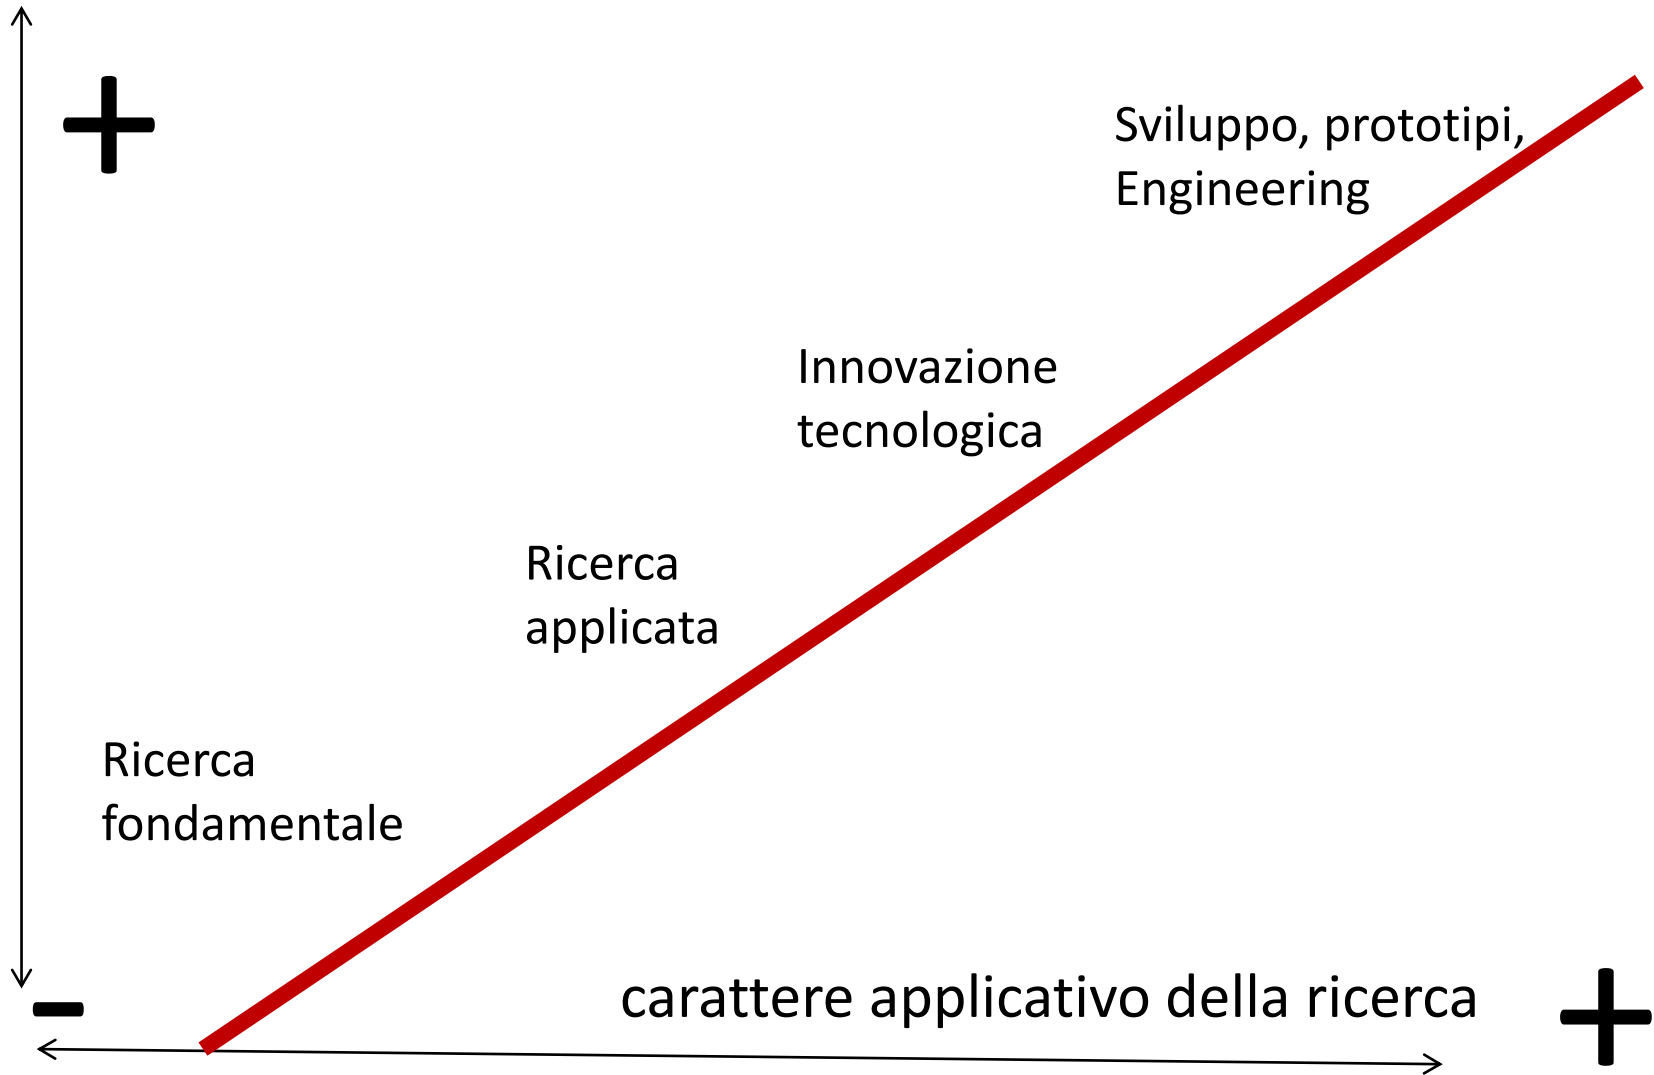 +
Sviluppo, prototipi,
Engineering
Innovazione
tecnologica
Ricerca
applicata
Ricerca
fondamentale
-
carattere applicativo della ricerca
+